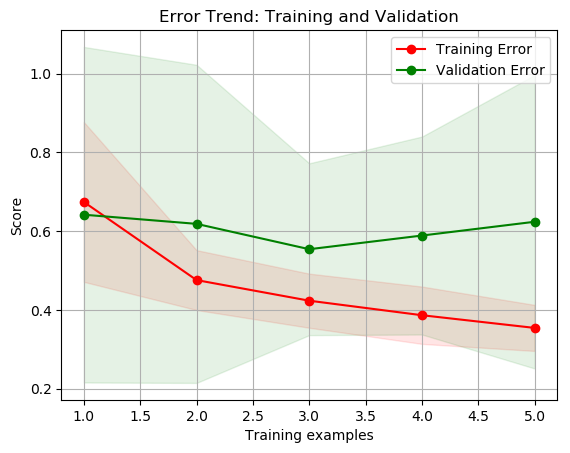 Error Trend: Training and Validation
Training Error
Validation Error
Score
1.0
0.8
0.6
0.4
0.2
1.0 1.5 2.0 2.5 3.0 3.5 4.0 4.5 5.0
Training examples